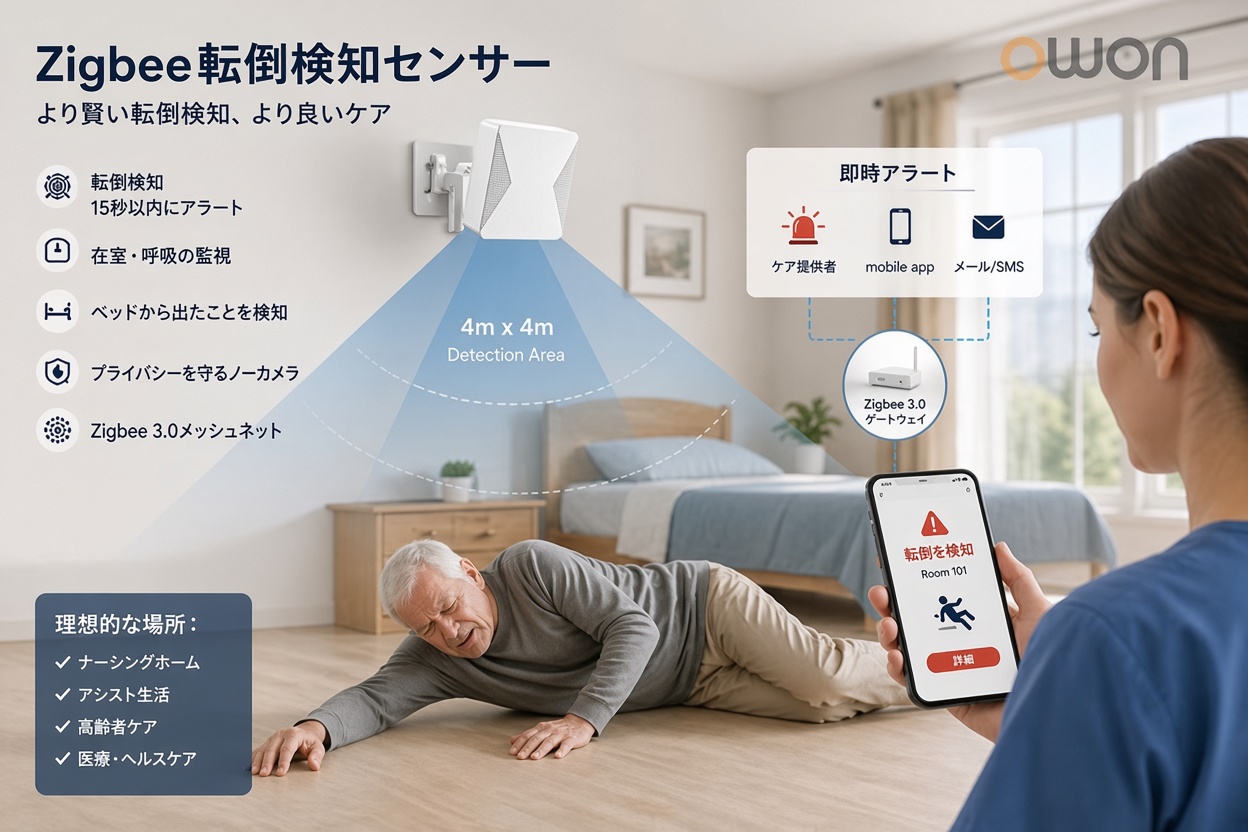 Zigbee転倒検知センサー
より賢い転倒検知、より良いケア
owon
転倒検知
15秒以内にアラート
在室・呼吸の監視
ベッドから出たことを検知
プライバシーを守るノーカメラ
Zigbee 3.0メッシュネット
4m x 4m
Detection Area
即時アラート
ケア提供者
mobile app
メール/SMS
Zigbee 3.0
ゲートウェイ
転倒を検知
Room 101
詳細
理想的な場所：
ナーシングホーム
アシスト生活
高齢者ケア
医療・ヘルスケア